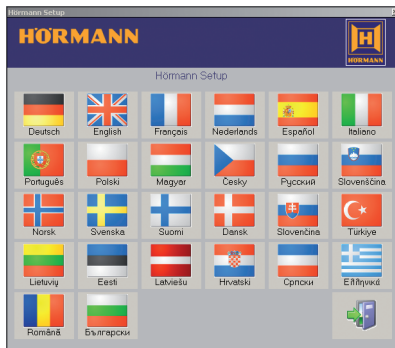 Hörmann Setup
HÖRMANN
HÖRMANN
Hörmann Setup
Deutsch English Français Nederlands Español Italiano
Português Polski Magyar Česky Русский Slovenščina
Norsk Svenska Suomi Dansk Slovenčina Türkiye
Lietuvių Eesti Latviešu Hrvatski Српски Ελληνικά
Română Български